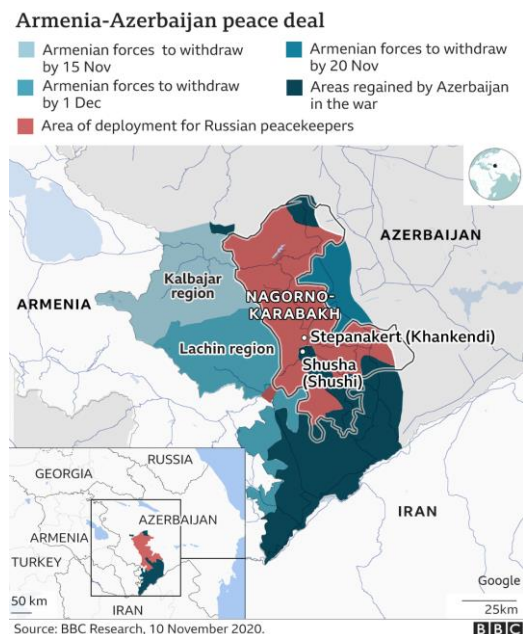 Armenia-Azerbaijan peace deal
Armenian forces to withdraw
by 15 Nov
Armenian forces to withdraw
by 20 Nov
Armenian forces to withdraw
by 1 Dec
Areas regained by Azerbaijan
in the war
Area of deployment for Russian peacekeepers
AZERBAIJAN
Kalbajar
region
ARMENIA
NAGORNO-
KARABAKH
Stepanakert (Khankendi)
Lachin region
Shusha
(Shushi)
RUSSIA
GEORGIA
IRAN
AZERBAIJAN
ARMENIA
TURKEY
IRAN
Google
50 km
25km
Source: BBC Research, 10 November 2020.
BBC